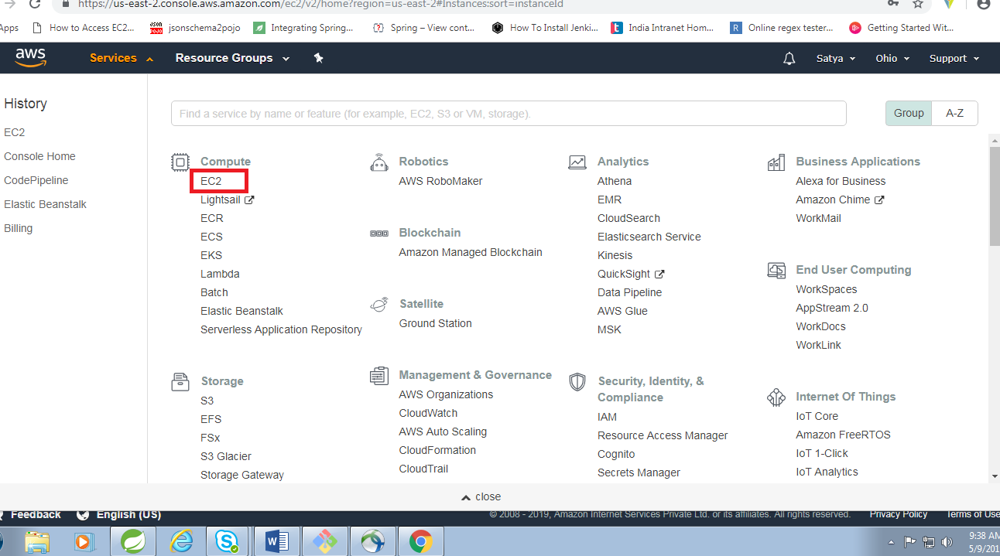 https://us-east-2.console.aws.amazon.com/ec2/v2/home?region=us-east-2#Instances:sort=instanceId
Apps How to Access EC2... jsonschema2pojo Integrating Spring... Spring – View cont... How To Install Jenki... India Intranet Hom... Online regex tester... Getting Started Wit...
aws Services Resource Groups Satya Ohio Support
History
EC2
Console Home
CodePipeline
Elastic Beanstalk
Billing
Find a service by name or feature (for example, EC2, S3 or VM, storage).
Group A-Z
Compute
EC2
Lightsail
ECR
ECS
EKS
Lambda
Batch
Elastic Beanstalk
Serverless Application Repository
Storage
S3
EFS
FSx
S3 Glacier
Storage Gateway
Robotics
AWS RoboMaker
Blockchain
Amazon Managed Blockchain
Satellite
Ground Station
Management & Governance
AWS Organizations
CloudWatch
AWS Auto Scaling
CloudFormation
CloudTrail
Analytics
Athena
EMR
CloudSearch
Elasticsearch Service
Kinesis
QuickSight
Data Pipeline
AWS Glue
MSK
Security, Identity, &
Compliance
IAM
Resource Access Manager
Cognito
Secrets Manager
Business Applications
Alexa for Business
Amazon Chime
WorkMail
End User Computing
WorkSpaces
AppStream 2.0
WorkDocs
WorkLink
Internet Of Things
IoT Core
Amazon FreeRTOS
IoT 1-Click
IoT Analytics
close
Feedback English (US) © 2008 - 2019, Amazon Internet Services Private Ltd. or its affiliates. All rights reserved. Privacy Policy Terms of Use
9:38 AM
5/9/201